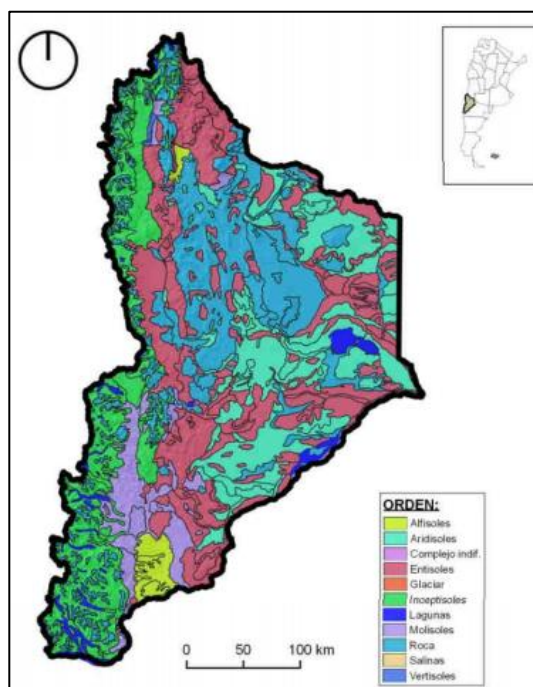 ORDEN:
Alfisoles
Aridisoles
Complejo indif.
Entisoles
Glaciar
Inceptisoles
Lagunas
Molisoles
Roca
Salinas
Vertisoles
0 50 100 km